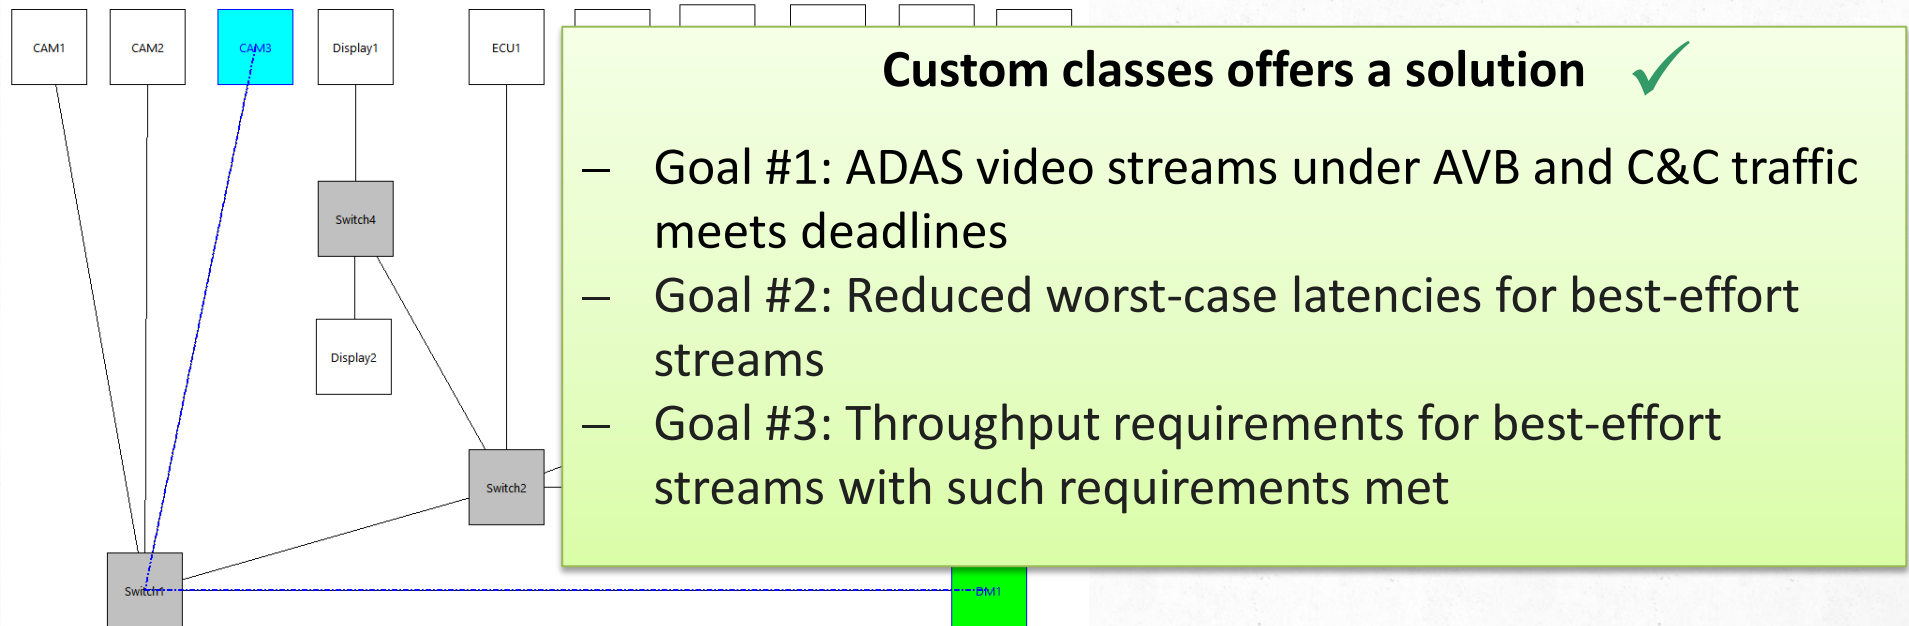 CAM1
CAM2
CAM3
Display1
ECU1
Custom classes offers a solution
– Goal #1: ADAS video streams under AVB and C&C traffic
meets deadlines
– Goal #2: Reduced worst-case latencies for best-effort
streams
– Goal #3: Throughput requirements for best-effort
streams with such requirements met
Switch4
Display2
Switch2
Switch1
DM1